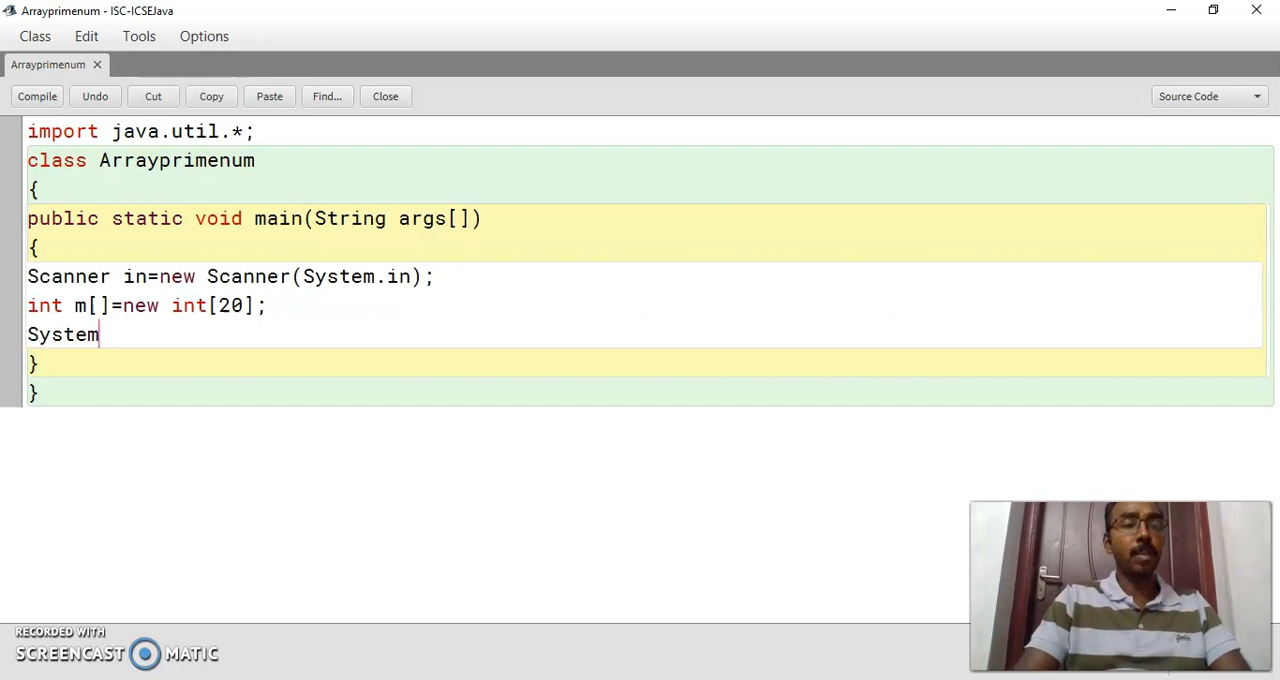 Arrayprimenum - ISC-ICSEJava
Class Edit Tools Options
Arrayprimenum ×
Compile Undo Cut Copy Paste Find... Close Source Code
import java.util.*;
class Arrayprimenum
{
public static void main(String args[])
{
Scanner in=new Scanner(System.in);
int m[]=new int[20];
System
}
}
RECORDED WITH
SCREENCAST MATIC